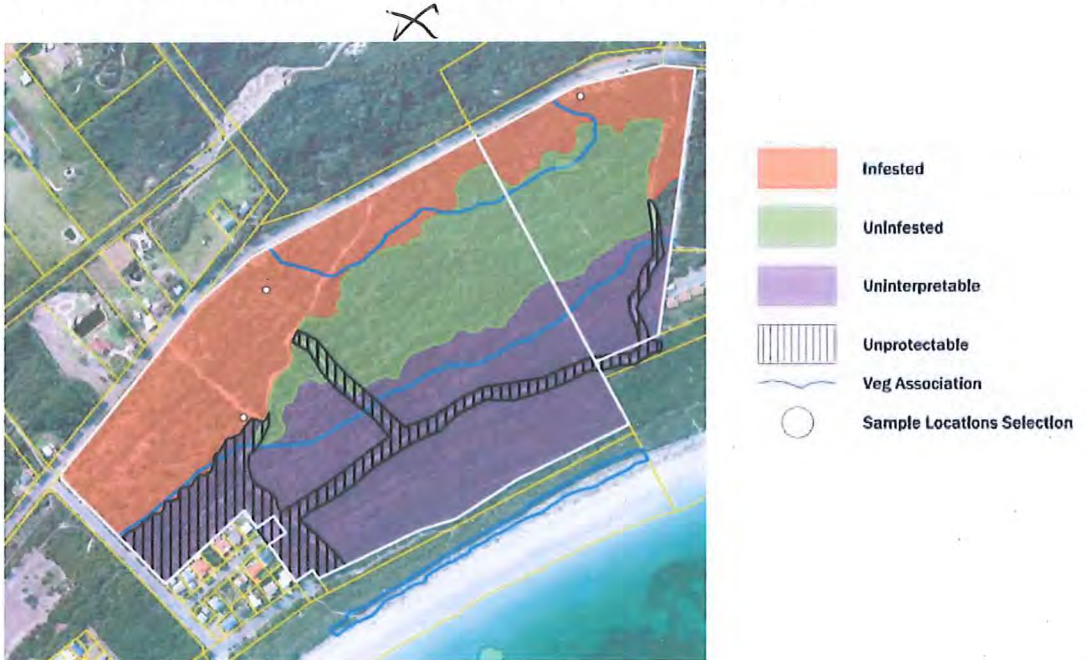 Infested
Uninfested
Uninterpretable
Unprotectable
Veg Association
Sample Locations Selection